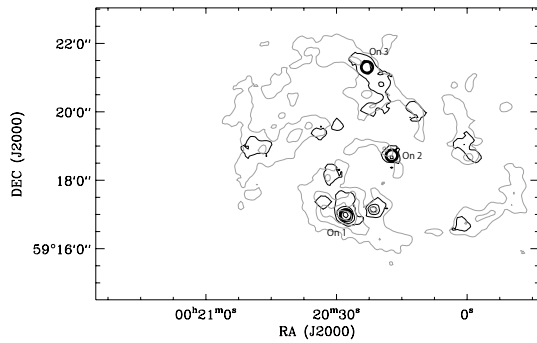 22'0''
On 3
20'0''
DEC (J2000)
On 2
18'0''
On 1
59°16'0''
00ʰ21ᵐ0ˢ
20ᵐ30ˢ
0ˢ
RA (J2000)